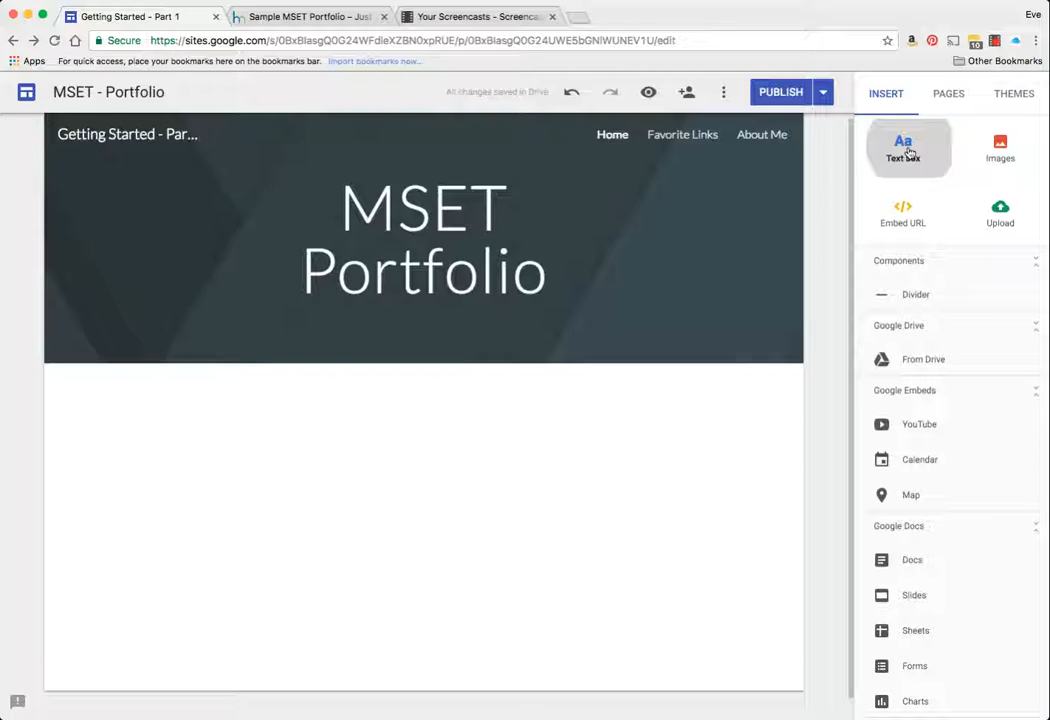 Getting Started - Part 1
Sample MSET Portfolio – Just
Your Screencasts - Screencas
Eve
Secure
https://sites.google.com/s/0BxBIasgQ0G24WFdleXZBN0xpRUE/p/0BxBIasgQ0G24UWE5bGNlWUNEV1U/edit
10
Apps
For quick access, place your bookmarks here on the bookmarks bar.
Import bookmarks now...
Other Bookmarks
MSET - Portfolio
All changes saved in Drive
PUBLISH
INSERT
PAGES
THEMES
Getting Started - Par...
Home
Favorite Links
About Me
MSET
Portfolio
Aa
Text box
Images
Embed URL
Upload
Components
Divider
Google Drive
From Drive
Google Embeds
YouTube
Calendar
Map
Google Docs
Docs
Slides
Sheets
Forms
Charts